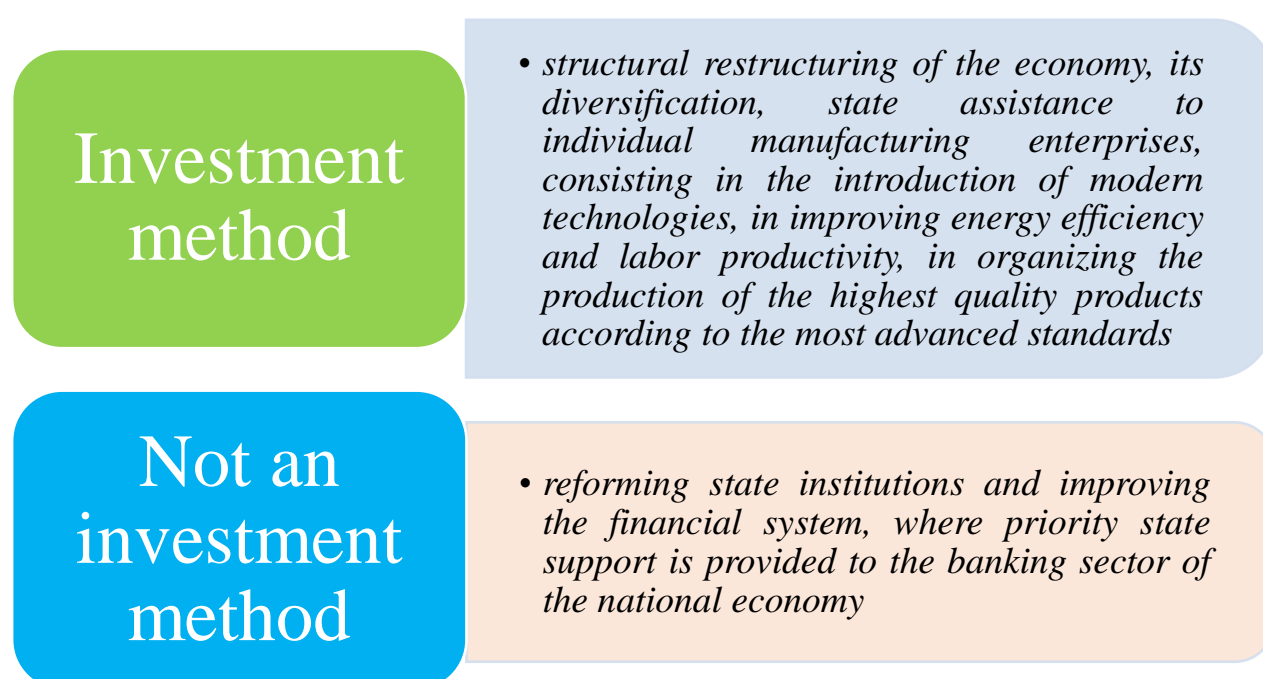 Investment
method
• structural restructuring of the economy, its
diversification, state assistance to
individual manufacturing enterprises,
consisting in the introduction of modern
technologies, in improving energy efficiency
and labor productivity, in organizing the
production of the highest quality products
according to the most advanced standards
Not an
investment
method
• reforming state institutions and improving
the financial system, where priority state
support is provided to the banking sector of
the national economy